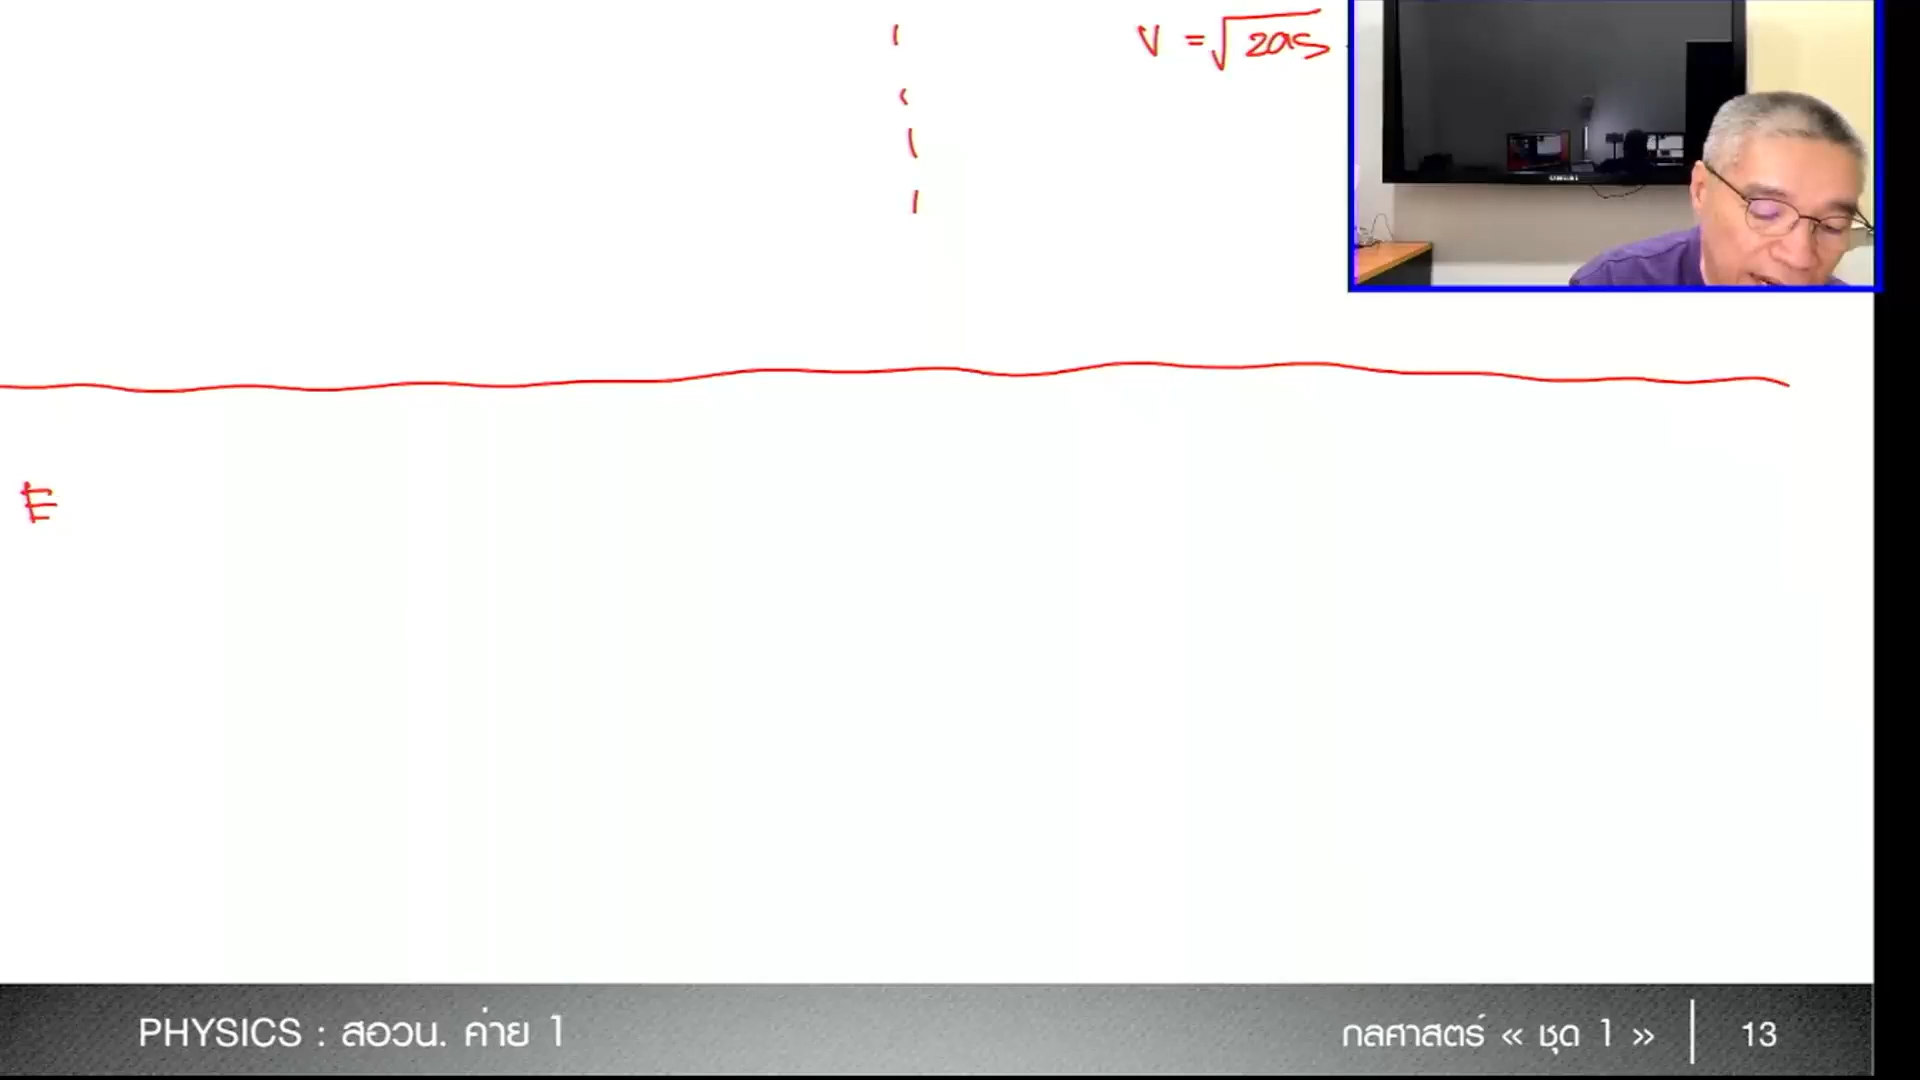 V = √2as
E
PHYSICS : สอวน. ค่าย 1
กลศาสตร์ « ชุด 1 » | 13